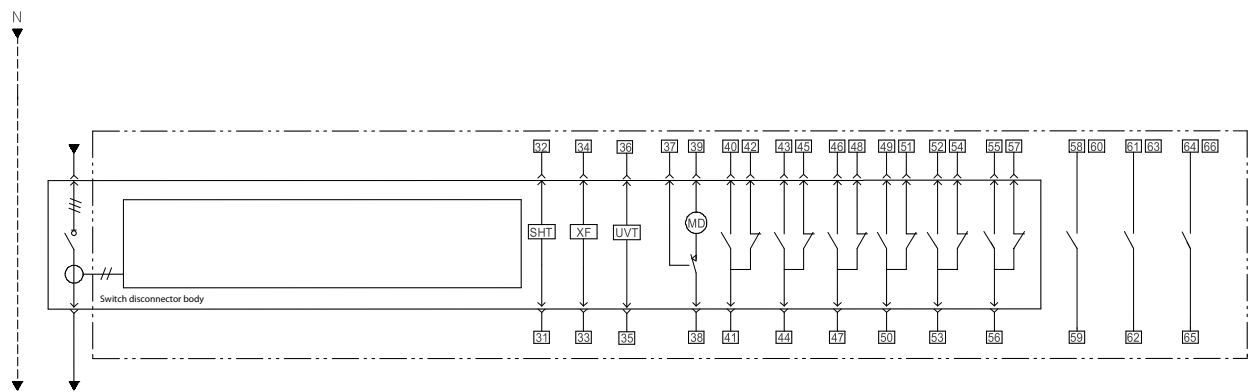 N
32 34 36 37 39 40 42 43 45 46 48 49 51 52 54 55 57 58 60 61 63 64 66
MD
SHT XF UVT
Switch disconnector body
31 33 35 38 41 44 47 50 53 56 59 62 65